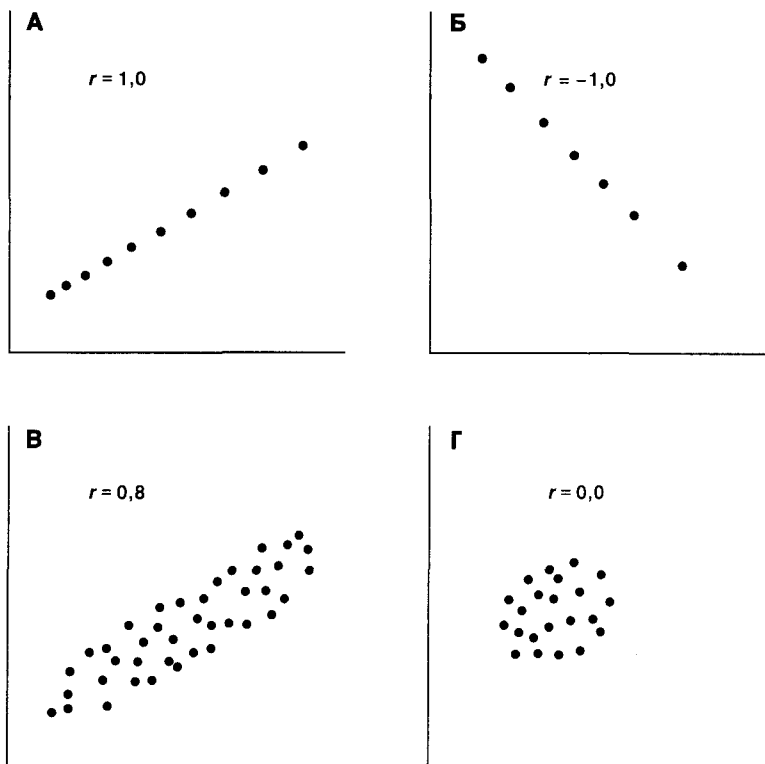 А
r = 1,0
Б
r = −1,0
В
r = 0,8
Г
r = 0,0